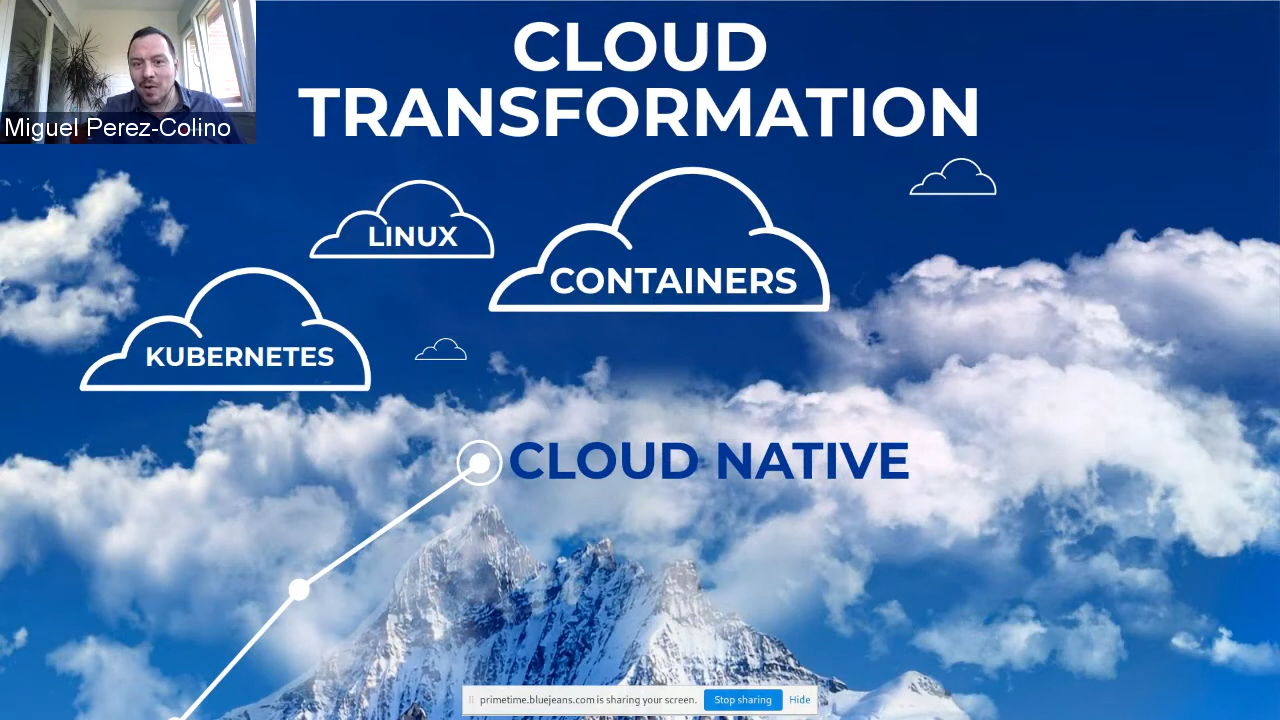 CLOUD
TRANSFORMATION
Miguel Perez-Colino
LINUX
CONTAINERS
KUBERNETES
CLOUD NATIVE
primetime.bluejeans.com is sharing your screen. Stop sharing Hide